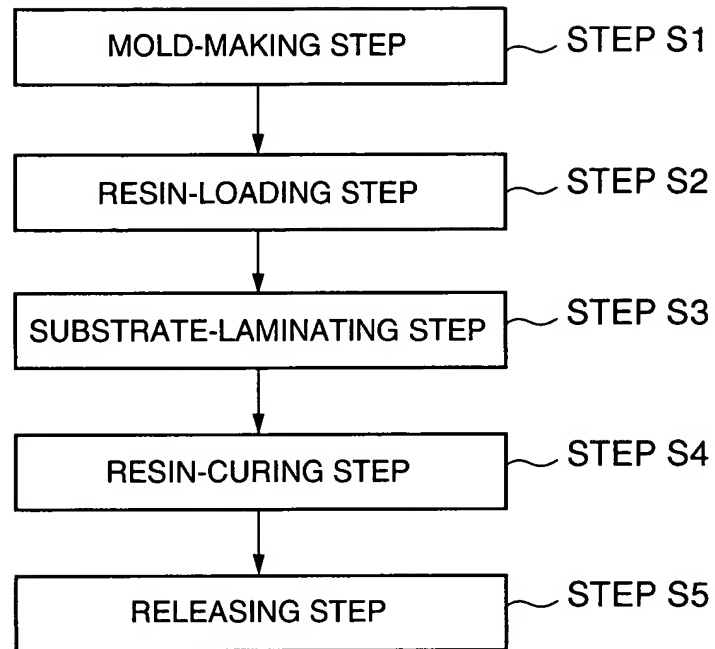 MOLD-MAKING STEP STEP S1
RESIN-LOADING STEP STEP S2
SUBSTRATE-LAMINATING STEP STEP S3
RESIN-CURING STEP STEP S4
RELEASING STEP STEP S5